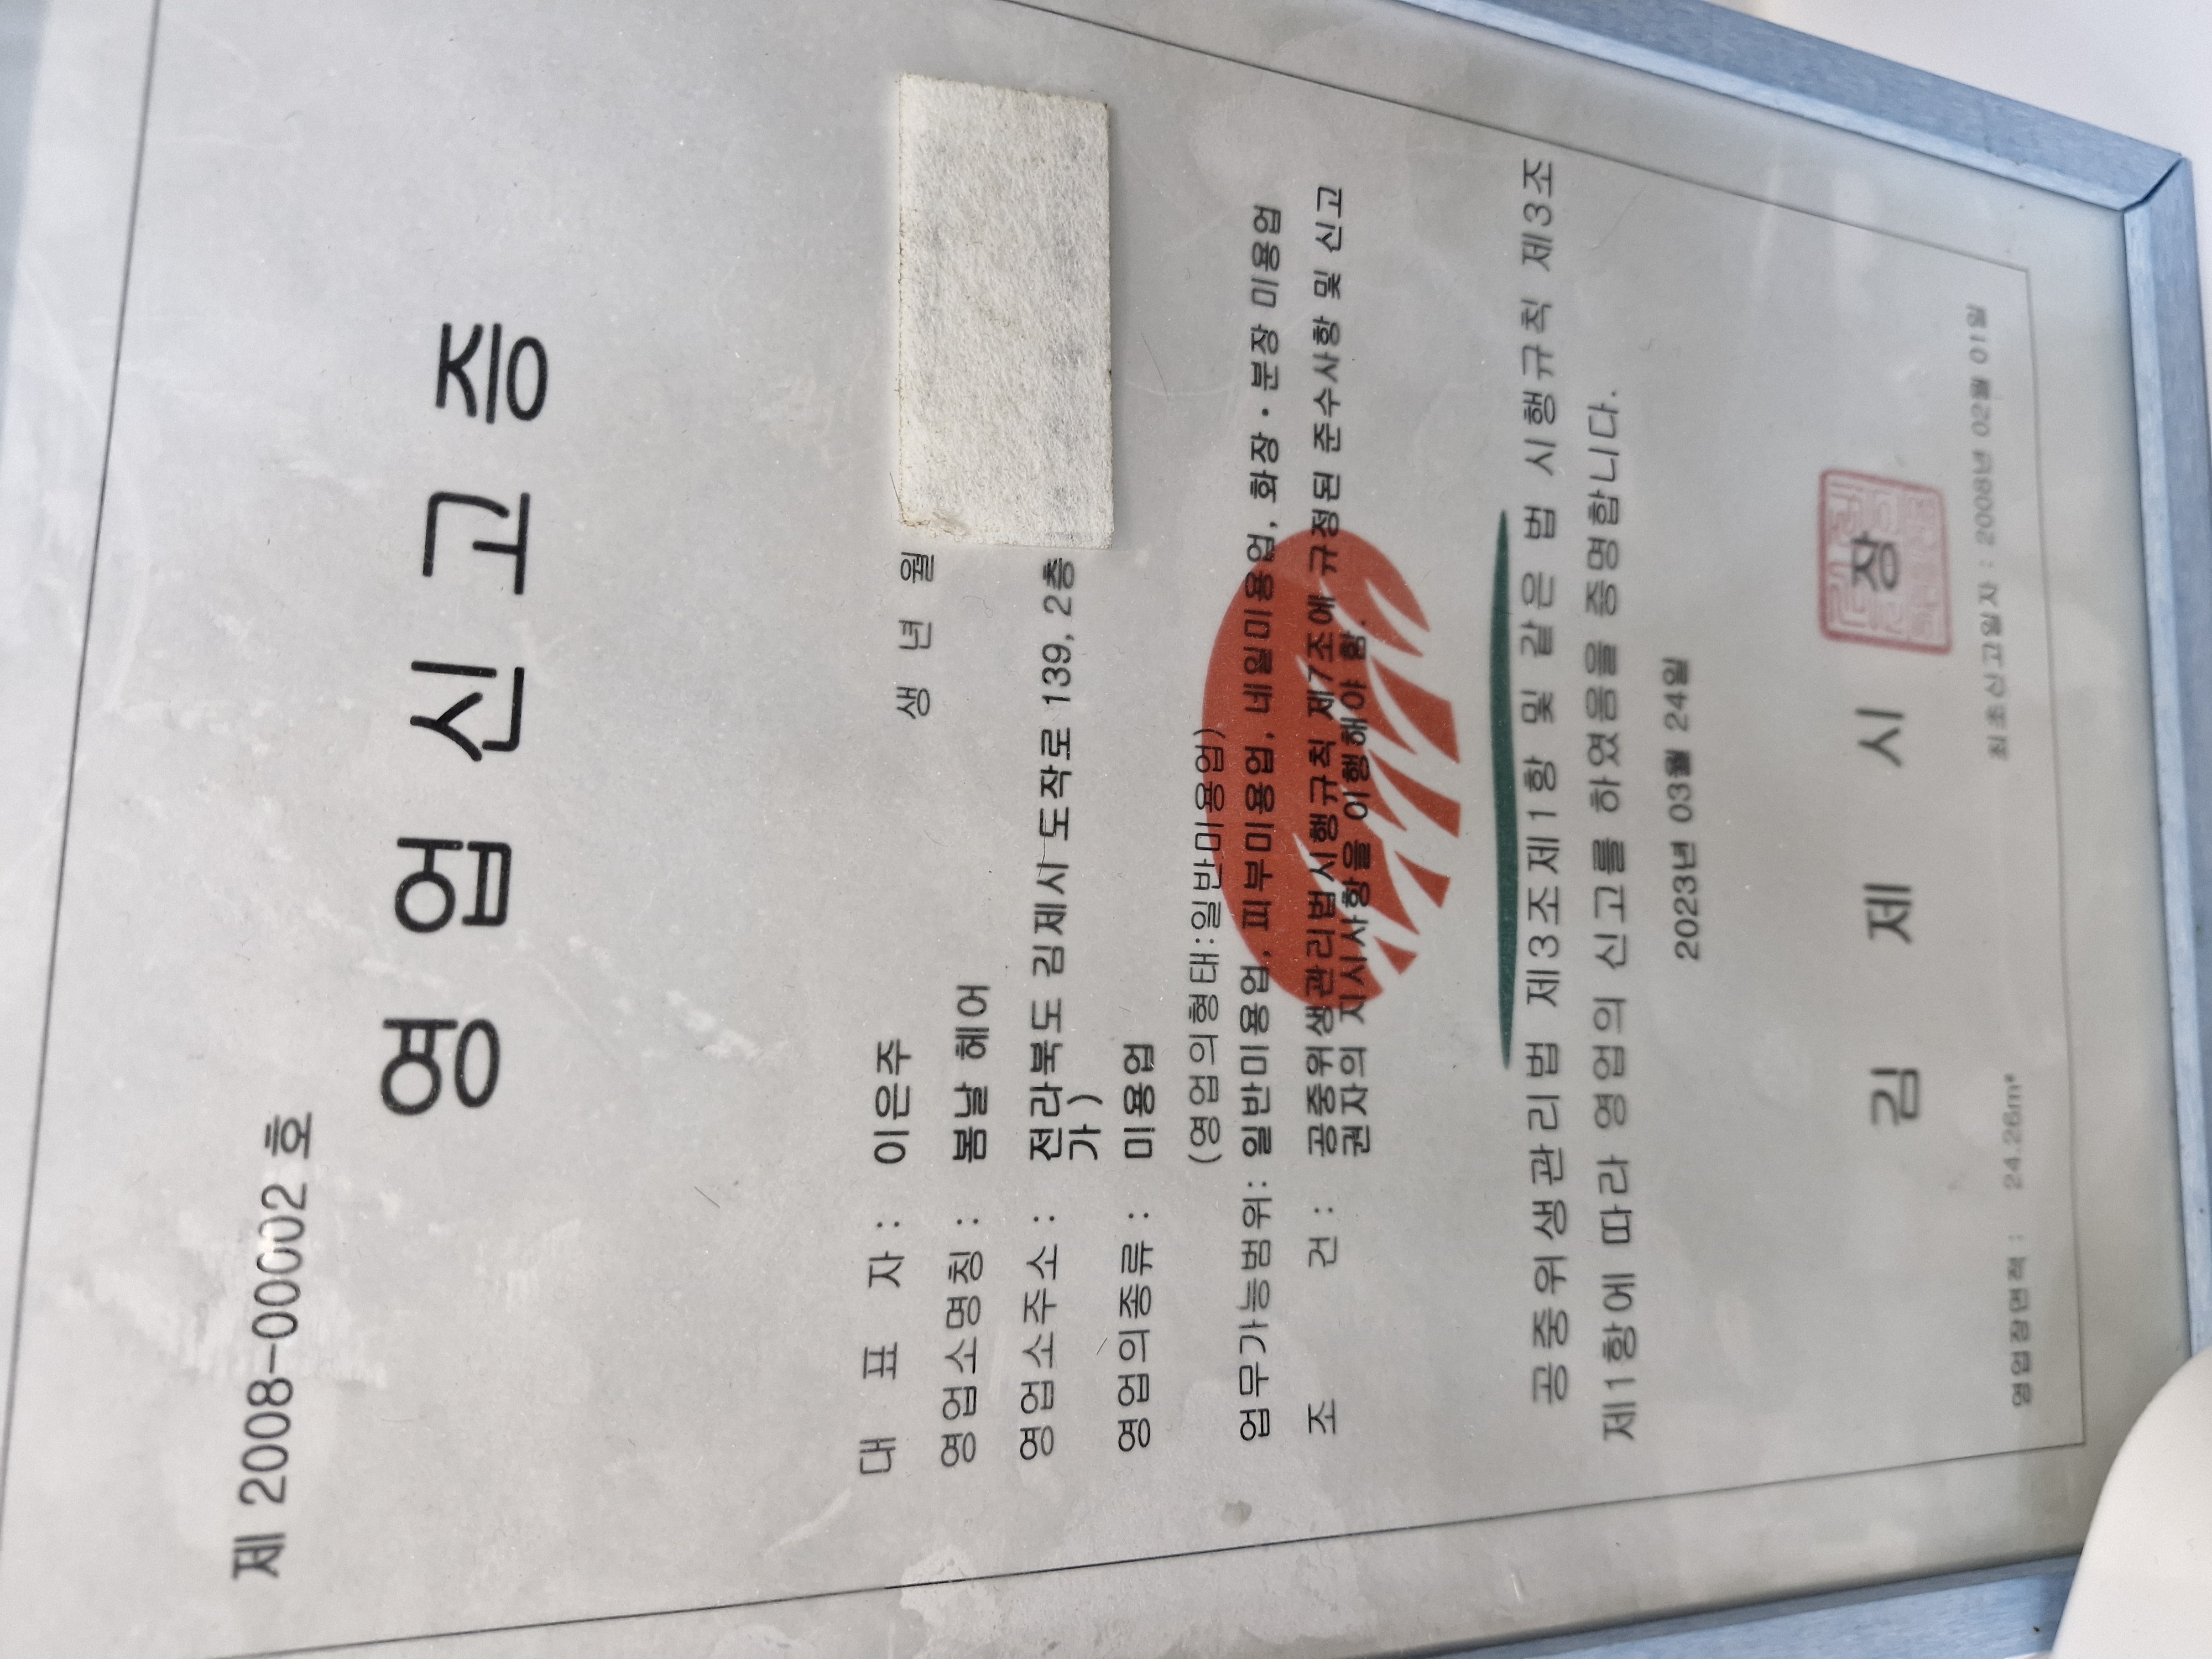 제 2008-00002 호
영 업 신 고 증
대 표 자 : 이은주 생 년 월
영업소명칭 : 봄날 헤어
영업소주소 : 전라북도 김제시 도작로 139, 2층
가)
영업의종류 : 미용업
(영업의형태:일반미용업)
업무가능범위: 일반미용업, 피부미용업, 네일미용업, 화장·분장 미용업
조 건 : 공중위생관리법시행규칙 제7조에 규정된 준수사항 및 신고
권자의 지시사항을 이행해야 함.
공중위생관리법 제3조제1항 및 같은 법 시행규칙 제3조
제1항에 따라 영업의 신고를 하였음을 증명합니다.
2023년 03월 24일
김 제 시 장
영업장면적 : 24.26m² 최초신고일자 : 2008년 02월 01일